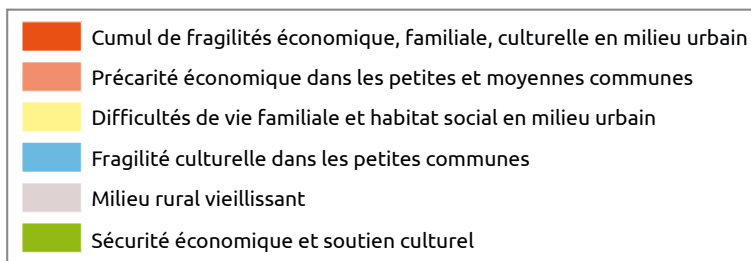 Cumul de fragilités économique, familiale, culturelle en milieu urbain
Précarité économique dans les petites et moyennes communes
Difficultés de vie familiale et habitat social en milieu urbain
Fragilité culturelle dans les petites communes
Milieu rural vieillissant
Sécurité économique et soutien culturel